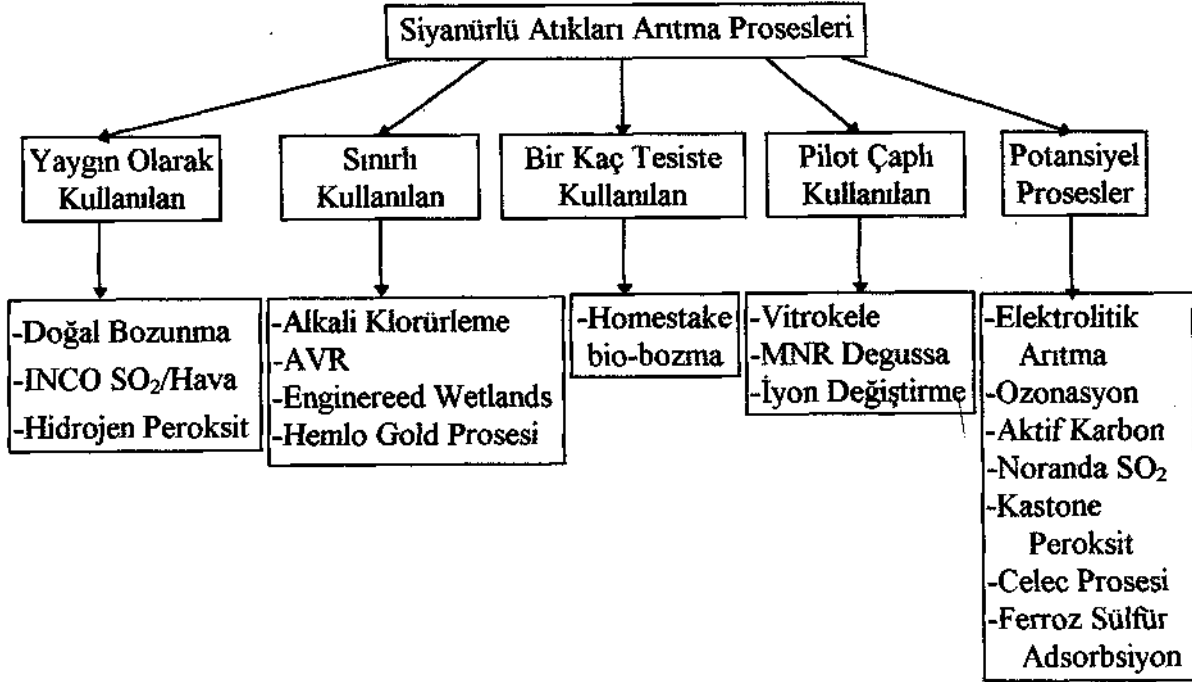 Siyanürlü Atıkları Arıtma Prosesleri
Yaygın Olarak
Kullanılan
Sınırlı
Kullanılan
Bir Kaç Tesiste
Kullanılan
Pilot Çaplı
Kullanılan
Potansiyel
Prosesler
-Doğal Bozunma
-INCO SO₂/Hava
-Hidrojen Peroksit
-Alkali Klorürleme
-AVR
-Enginereed Wetlands
-Hemlo Gold Prosesi
-Homestake
bio-bozma
-Vitrokele
-MNR Degussa
-İyon Değiştirme
-Elektrolitik
Arıtma
-Ozonasyon
-Aktif Karbon
-Noranda SO₂
-Kastone
Peroksit
-Celec Prosesi
-Ferroz Sülfür
Adsorbsiyon